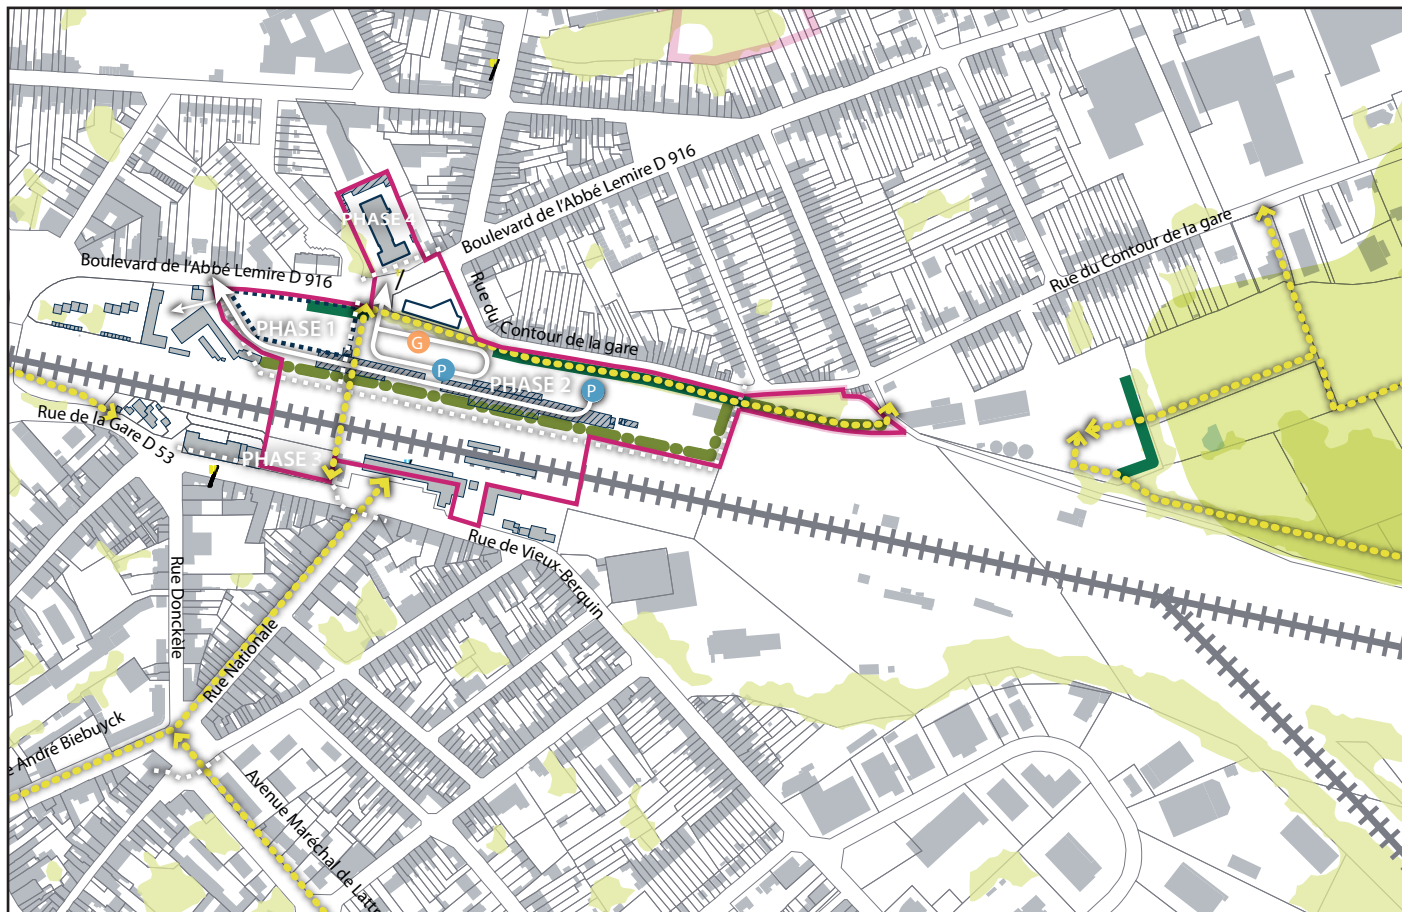 Boulevard de l'Abbé Lemire D 916
PHASE 4
Boulevard de l'Abbé Lemire D 916
Rue du Contour de la gare
Rue du Contour de la gare
PHASE 1
G
P
PHASE 2
P
Rue de la Gare D 53
PHASE 3
Rue de Vieux-Berquin
Rue Donckèle
Rue Nationale
e André Biebuyck
Avenue Maréchal de Lattr